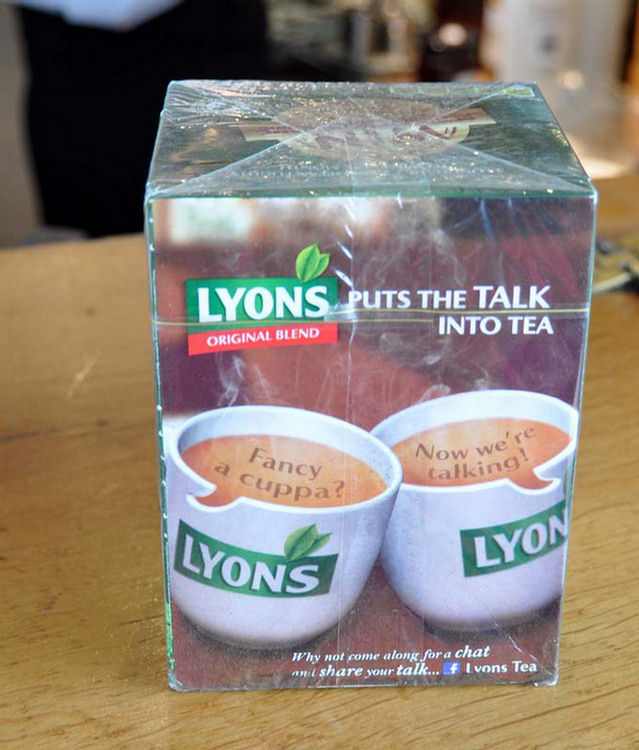 LYONS
ORIGINAL BLEND
PUTS THE TALK
INTO TEA
Fancy
a cuppa?
Now we're
talking!
LYONS
LYON
Why not come along for a chat
and share your talk... f Lyons Tea